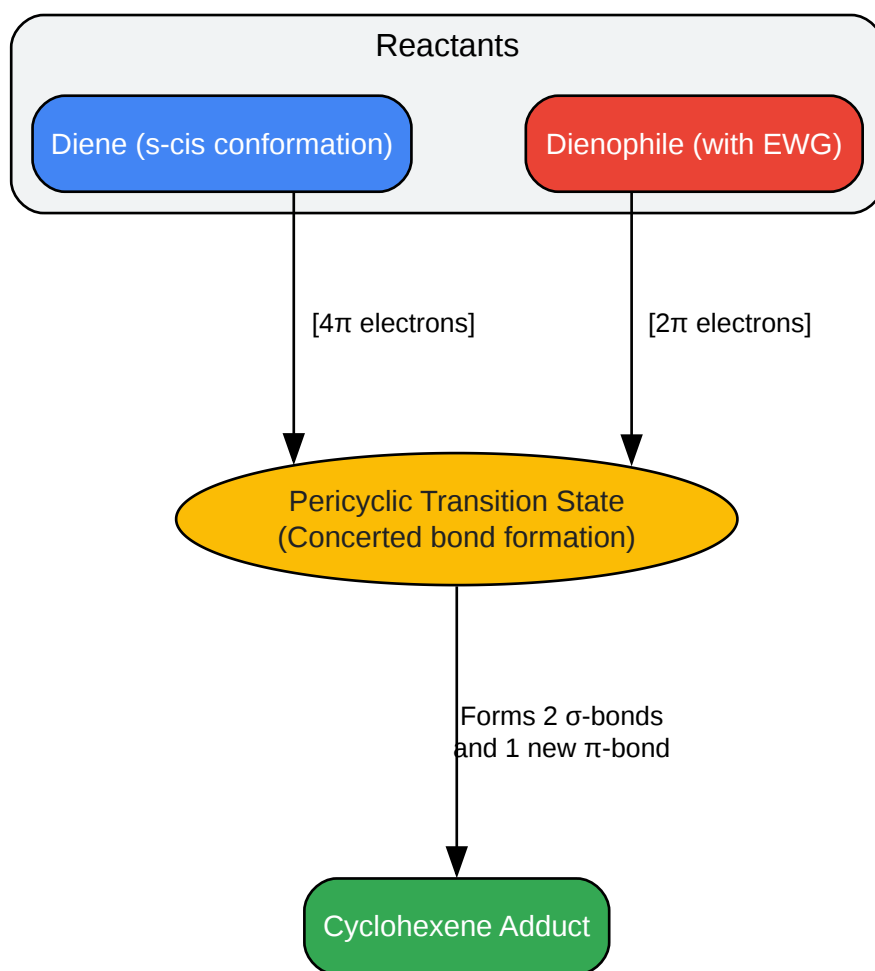 Reactants
Diene (s-cis conformation)
Dienophile (with EWG)
[4π electrons]
[2π electrons]
Pericyclic Transition State
(Concerted bond formation)
Forms 2 σ-bonds
and 1 new π-bond
Cyclohexene Adduct